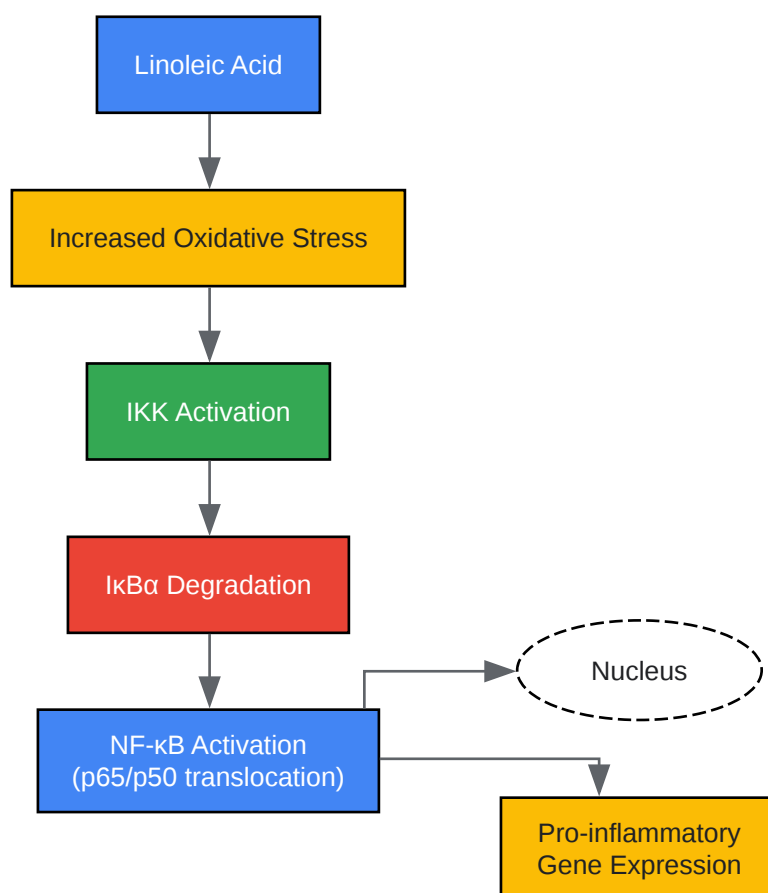 Linoleic Acid
Increased Oxidative Stress
IKK Activation
IκBα Degradation
Nucleus
NF-κB Activation
(p65/p50 translocation)
Pro-inflammatory
Gene Expression